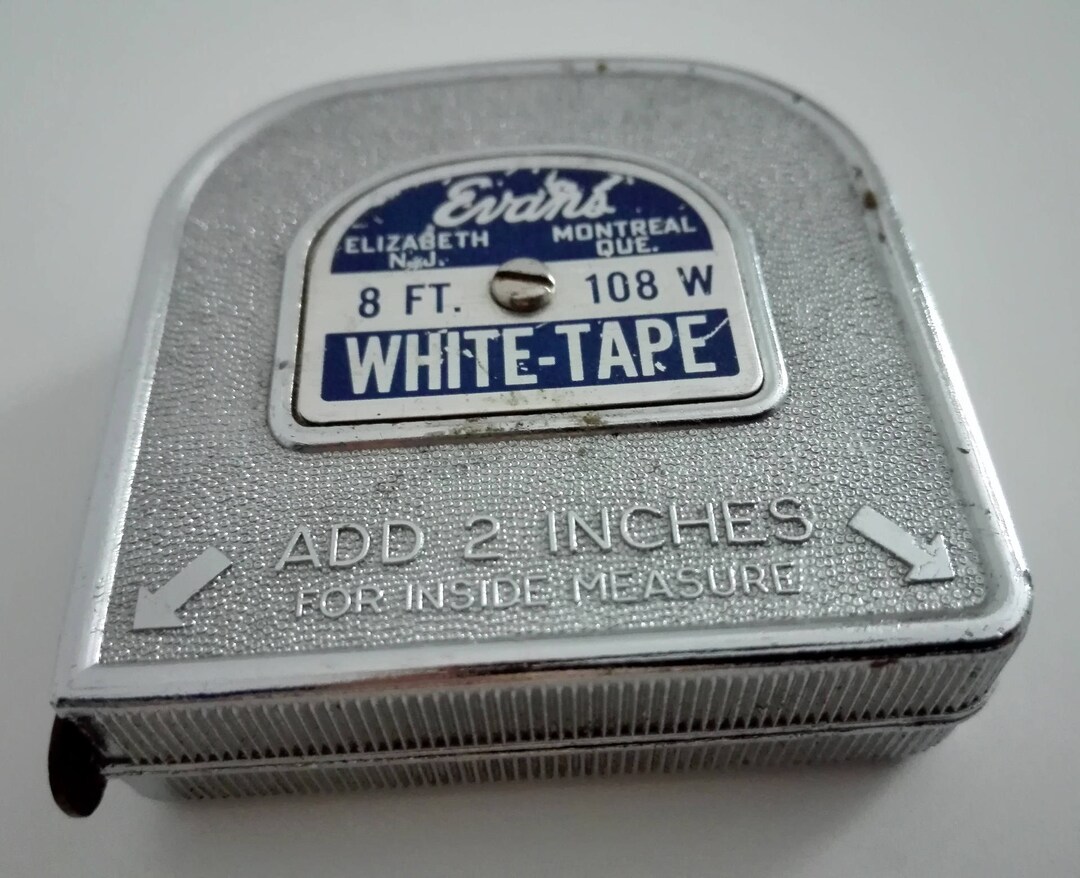 Evans
ELIZABETH MONTREAL
N.J. QUE.
8 FT. 108 W
WHITE-TAPE
ADD 2 INCHES
FOR INSIDE MEASURE